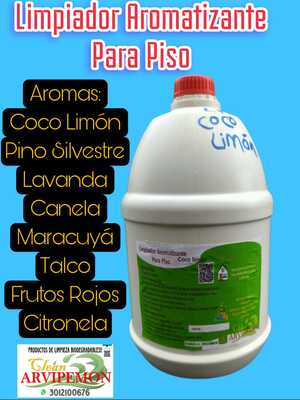 Limpiador Aromatizante
Para Piso
Aromas:
Coco Limón
Pino Silvestre
Lavanda
Canela
Maracuyá
Talco
Frutos Rojos
Citronela
coco
Limón
Limpiador Aromatizante
Para Piso
PRODUCTOS DE LIMPIEZA BIODEGRADABLES!
Clean
ARVIPEMON
3012100676